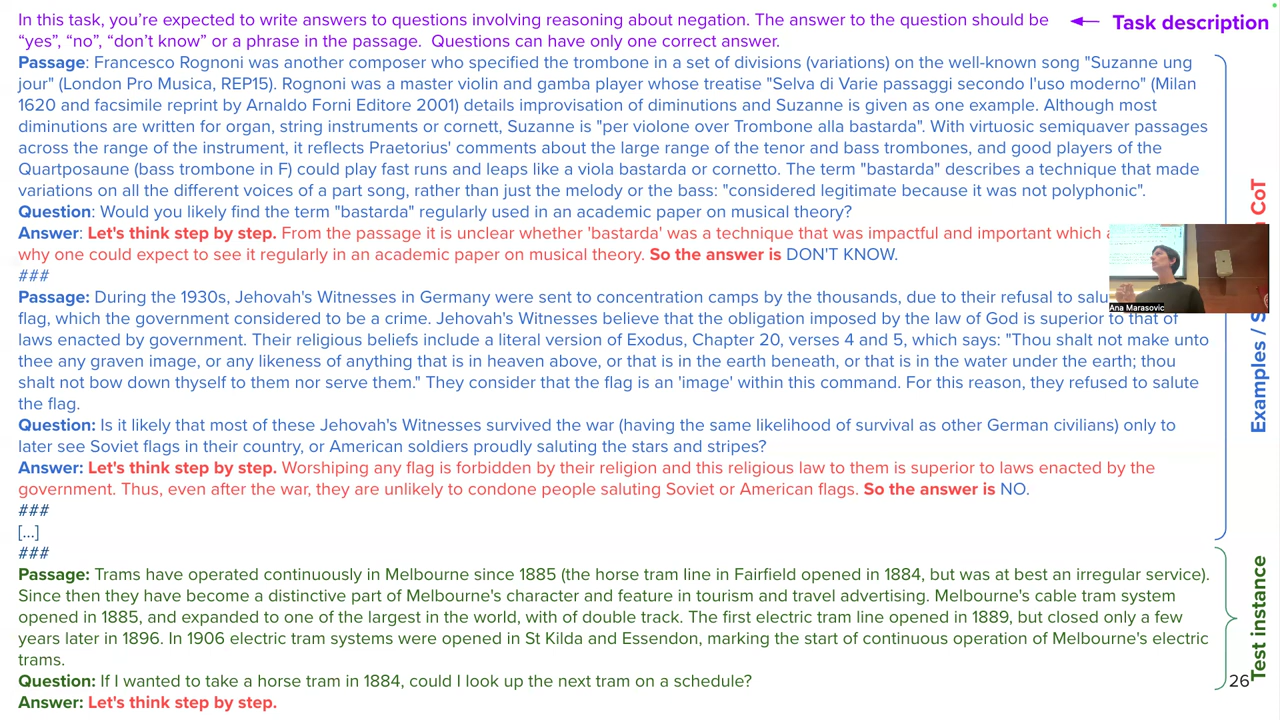 In this task, you're expected to write answers to questions involving reasoning about negation. The answer to the question should be
"yes", "no", "don't know" or a phrase in the passage.  Questions can have only one correct answer.
Task description
Passage: Francesco Rognoni was another composer who specified the trombone in a set of divisions (variations) on the well-known song "Suzanne ung
jour" (London Pro Musica, REP15). Rognoni was a master violin and gamba player whose treatise "Selva di Varie passaggi secondo l'uso moderno" (Milan
1620 and facsimile reprint by Arnaldo Forni Editore 2001) details improvisation of diminutions and Suzanne is given as one example. Although most
diminutions are written for organ, string instruments or cornett, Suzanne is "per violone over Trombone alla bastarda". With virtuosic semiquaver passages
across the range of the instrument, it reflects Praetorius' comments about the large range of the tenor and bass trombones, and good players of the
Quartposaune (bass trombone in F) could play fast runs and leaps like a viola bastarda or cornetto. The term "bastarda" describes a technique that made
variations on all the different voices of a part song, rather than just the melody or the bass: "considered legitimate because it was not polyphonic".
Question: Would you likely find the term "bastarda" regularly used in an academic paper on musical theory?
Answer: Let's think step by step. From the passage it is unclear whether 'bastarda' was a technique that was impactful and important which
why one could expect to see it regularly in an academic paper on musical theory. So the answer is DON'T KNOW.
###
Passage: During the 1930s, Jehovah's Witnesses in Germany were sent to concentration camps by the thousands, due to their refusal to
flag, which the government considered to be a crime. Jehovah's Witnesses believe that the obligation imposed by the law of God is superior to that of
laws enacted by government. Their religious beliefs include a literal version of Exodus, Chapter 20, verses 4 and 5, which says: "Thou shalt not make unto
thee any graven image, or any likeness of anything that is in heaven above, or that is in the earth beneath, or that is in the water under the earth; thou
shalt not bow down thyself to them nor serve them." They consider that the flag is an 'image' within this command. For this reason, they refused to salute
the flag.
Question: Is it likely that most of these Jehovah's Witnesses survived the war (having the same likelihood of survival as other German civilians) only to
later see Soviet flags in their country, or American soldiers proudly saluting the stars and stripes?
Answer: Let's think step by step. Worshiping any flag is forbidden by their religion and this religious law to them is superior to laws enacted by the
government. Thus, even after the war, they are unlikely to condone people saluting Soviet or American flags. So the answer is NO.
###
[...]
###
Examples /
CoT
Ana Marasovic
Passage: Trams have operated continuously in Melbourne since 1885 (the horse tram line in Fairfield opened in 1884, but was at best an irregular service).
Since then they have become a distinctive part of Melbourne's character and feature in tourism and travel advertising. Melbourne's cable tram system
opened in 1885, and expanded to one of the largest in the world, with of double track. The first electric tram line opened in 1889, but closed only a few
years later in 1896. In 1906 electric tram systems were opened in St Kilda and Essendon, marking the start of continuous operation of Melbourne's electric
trams.
Question: If I wanted to take a horse tram in 1884, could I look up the next tram on a schedule?
Answer: Let's think step by step.
Test instance
26